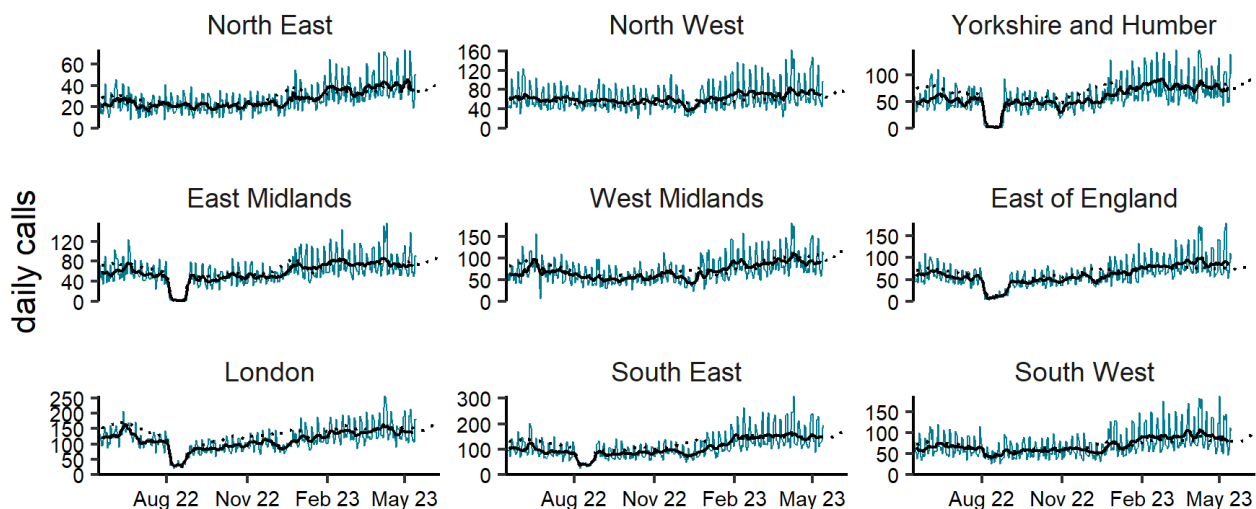 North East
60
40
20
0
North West
160
120
80
40
0
Yorkshire and Humber
100
50
0
daily calls
East Midlands
120
80
40
0
West Midlands
150
100
50
0
East of England
150
100
50
0
London
250
200
150
100
50
0
Aug 22 Nov 22 Feb 23 May 23
South East
300
200
100
0
Aug 22 Nov 22 Feb 23 May 23
South West
150
100
50
0
Aug 22 Nov 22 Feb 23 May 23